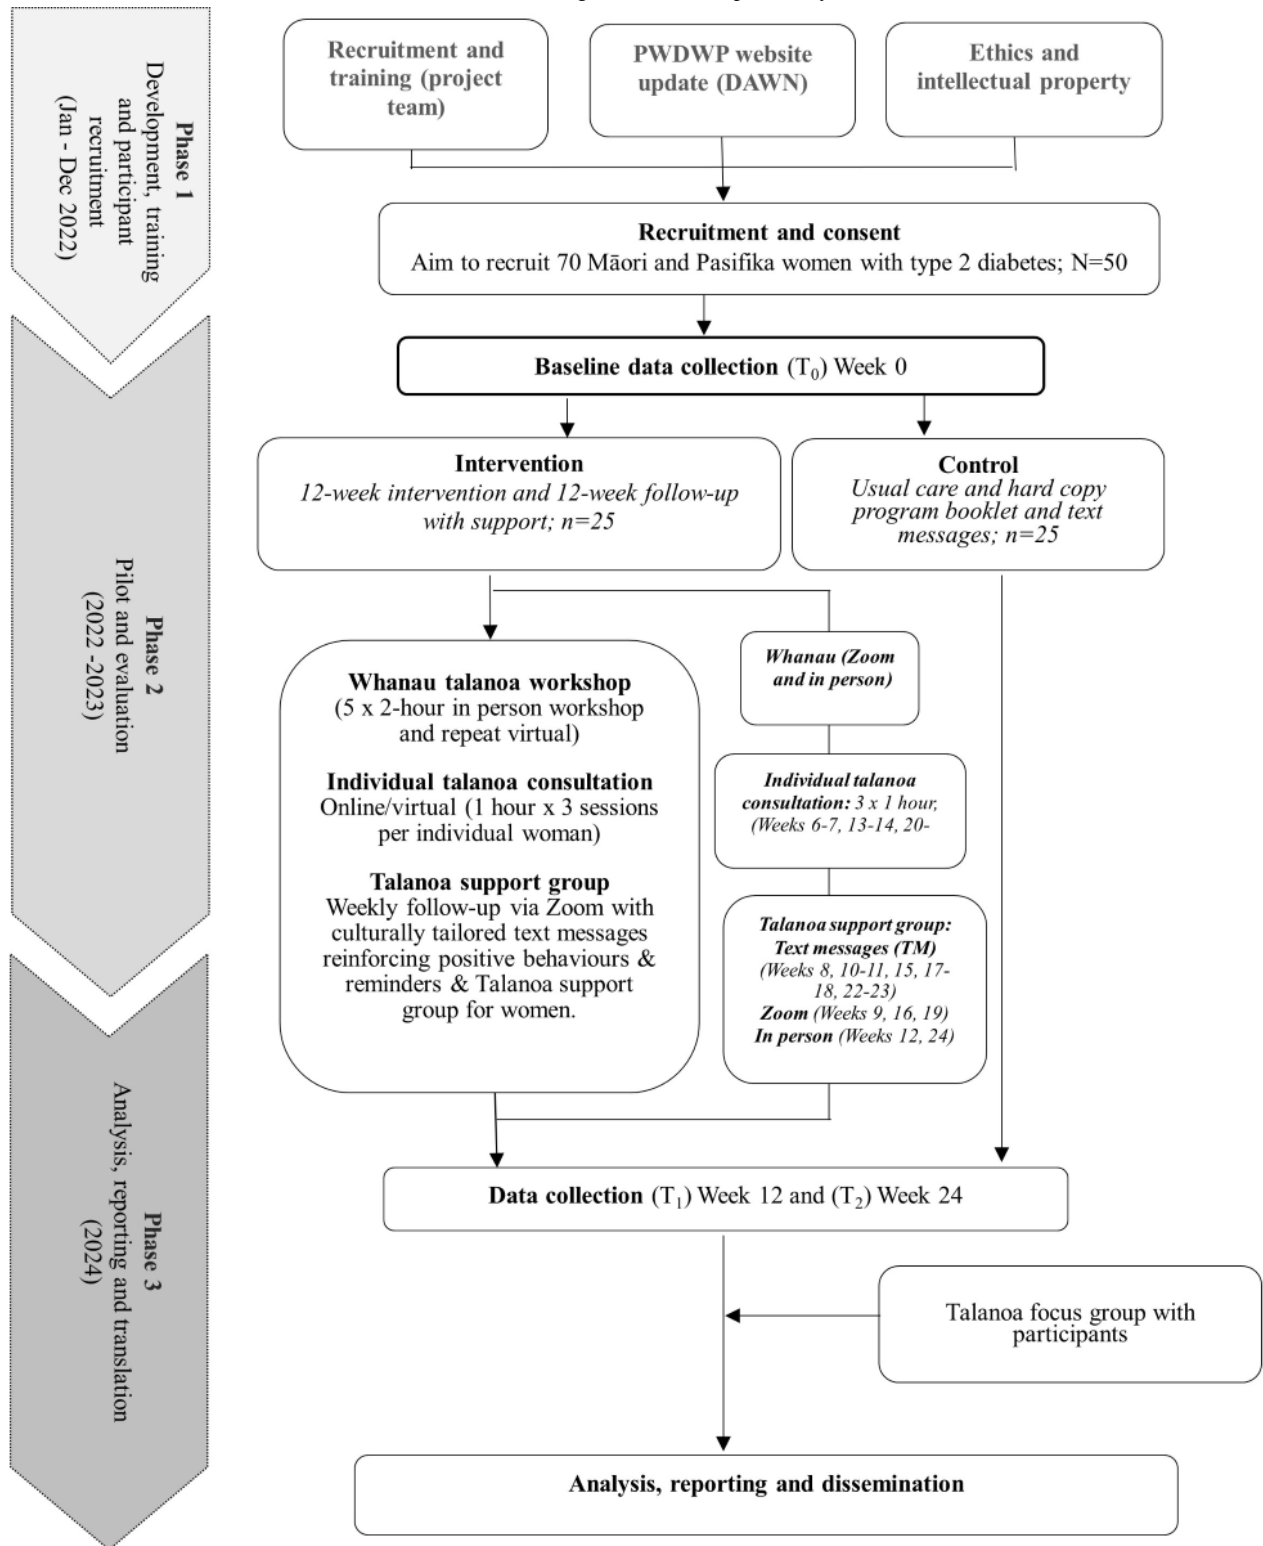 Phase 1
Development, training
and participant
recruitment
(Jan - Dec 2022)
Recruitment and
training (project
team)
PWDWP website
update (DAWN)
Ethics and
intellectual property
Recruitment and consent
Aim to recruit 70 Māori and Pasifika women with type 2 diabetes; N=50
Phase 2
Pilot and evaluation
(2022 -2023)
Baseline data collection (T0) Week 0
Intervention
12-week intervention and 12-week follow-up
with support; n=25
Control
Usual care and hard copy
program booklet and text
messages; n=25
Whanau talanoa workshop
(5 x 2-hour in person workshop
and repeat virtual)
Individual talanoa consultation
Online/virtual (1 hour x 3 sessions
per individual woman)
Talanoa support group
Weekly follow-up via Zoom with
culturally tailored text messages
reinforcing positive behaviours &
reminders & Talanoa support
group for women.
Whanau (Zoom
and in person)
Individual talanoa
consultation: 3 x 1 hour,
(Weeks 6-7, 13-14, 20-
Talanoa support group:
Text messages (TM)
(Weeks 8, 10-11, 15, 17-
18, 22-23)
Zoom (Weeks 9, 16, 19)
In person (Weeks 12, 24)
Phase 3
Analysis, reporting and translation
(2024)
Data collection (T1) Week 12 and (T2) Week 24
Talanoa focus group with
participants
Analysis, reporting and dissemination